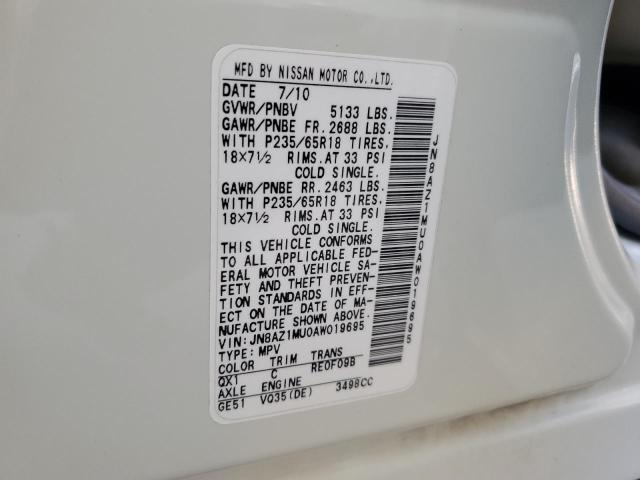 MFD BY NISSAN MOTOR CO.,LTD.
DATE 7/10
GVWR/PNBV 5133 LBS.
GAWR/PNBE FR. 2688 LBS.
WITH P235/65R18 TIRES,
18×7½ RIMS, AT 33 PSI
COLD SINGLE.
GAWR/PNBE RR. 2463 LBS.
WITH P235/65R18 TIRES,
18×7½ RIMS, AT 33 PSI
COLD SINGLE.
THIS VEHICLE CONFORMS
TO ALL APPLICABLE FED-
ERAL MOTOR VEHICLE SA-
FETY AND THEFT PREVEN-
TION STANDARDS IN EFF-
ECT ON THE DATE OF MA-
NUFACTURE SHOWN ABOVE.
VIN: JN8AZ1MU0AW019695
TYPE: MPV
COLOR TRIM TRANS
QX1 C RE0F09B
AXLE ENGINE
GE51 VQ35(DE) 3498CC
JN8AZ1MU0AW019695